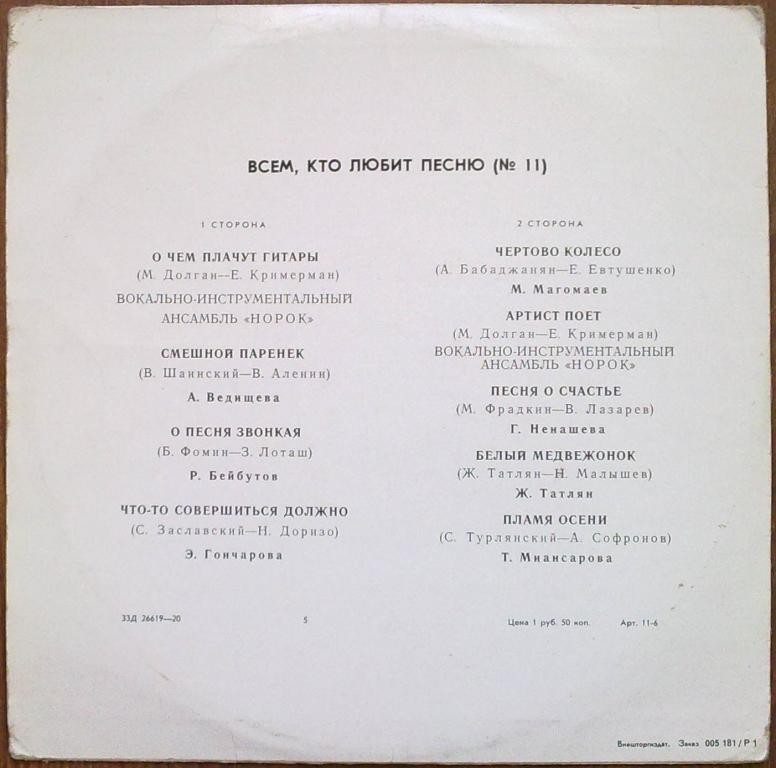 ВСЕМ, КТО ЛЮБИТ ПЕСНЮ (№ 11)
1 СТОРОНА
О ЧЕМ ПЛАЧУТ ГИТАРЫ
(М. Долган—Е. Кримерман)
ВОКАЛЬНО-ИНСТРУМЕНТАЛЬНЫЙ
АНСАМБЛЬ «НОРОК»
СМЕШНОЙ ПАРЕНЕК
(В. Шаинский—В. Аленин)
А. Ведищева
О ПЕСНЯ ЗВОНКАЯ
(Б. Фомин—З. Лоташ)
Р. Бейбутов
ЧТО-ТО СОВЕРШИТЬСЯ ДОЛЖНО
(С. Заславский—Н. Доризо)
Э. Гончарова
2 СТОРОНА
ЧЕРТОВО КОЛЕСО
(А. Бабаджанян—Е. Евтушенко)
М. Магомаев
АРТИСТ ПОЕТ
(М. Долган—Е. Кримерман)
ВОКАЛЬНО-ИНСТРУМЕНТАЛЬНЫЙ
АНСАМБЛЬ «НОРОК»
ПЕСНЯ О СЧАСТЬЕ
(М. Фрадкин—В. Лазарев)
Г. Ненашева
БЕЛЫЙ МЕДВЕЖОНОК
(Ж. Татлян—Н. Малышев)
Ж. Татлян
ПЛАМЯ ОСЕНИ
(С. Турлянский—А. Софронов)
Т. Миансарова
33Д 26619—20 5 Цена 1 руб. 50 коп. Арт. 11-6
Внешторгиздат. Заказ 005 181/Р 1